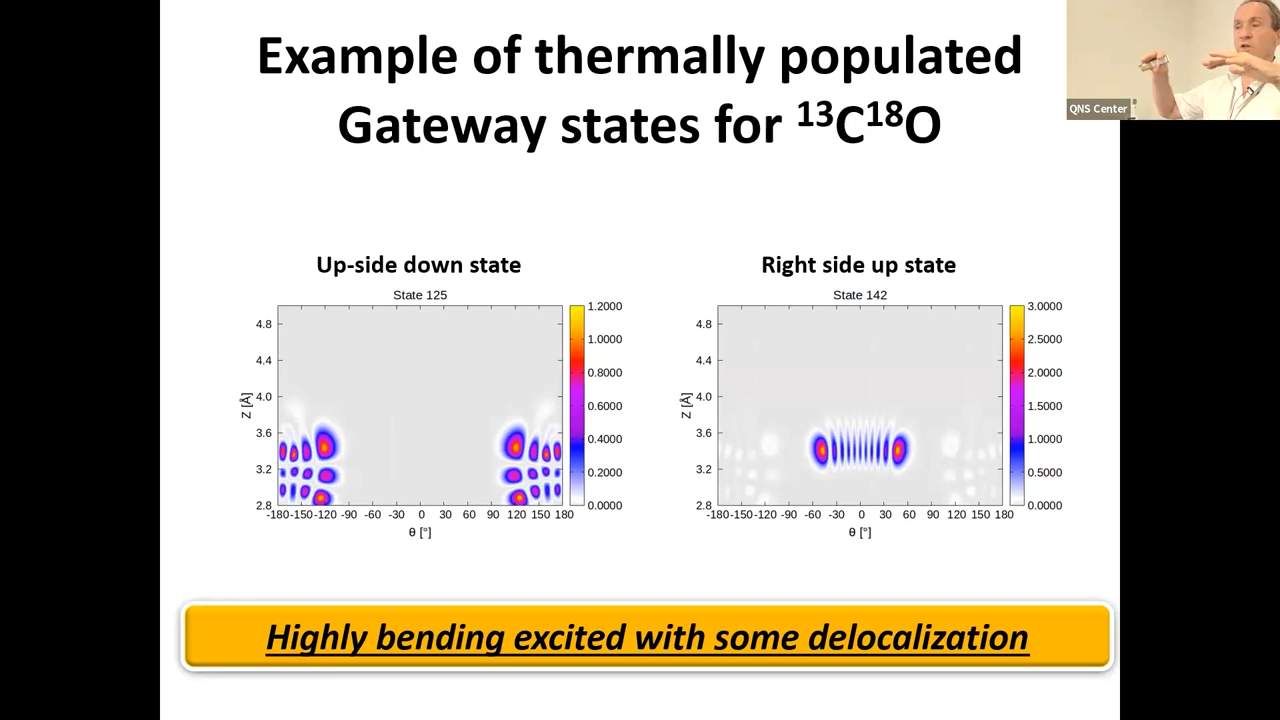 Example of thermally populated
Gateway states for ¹³C¹⁸O
QNS Center
Up-side down state
State 125
4.8
4.4
4.0
3.6
3.2
2.8
Z [Å]
-180 -150 -120 -90 -60 -30 0 30 60 90 120 150 180
θ [°]
1.2000
1.0000
0.8000
0.6000
0.4000
0.2000
0.0000
Right side up state
State 142
4.8
4.4
4.0
3.6
3.2
2.8
Z [Å]
-180 -150 -120 -90 -60 -30 0 30 60 90 120 150 180
θ [°]
3.0000
2.5000
2.0000
1.5000
1.0000
0.5000
0.0000
Highly bending excited with some delocalization